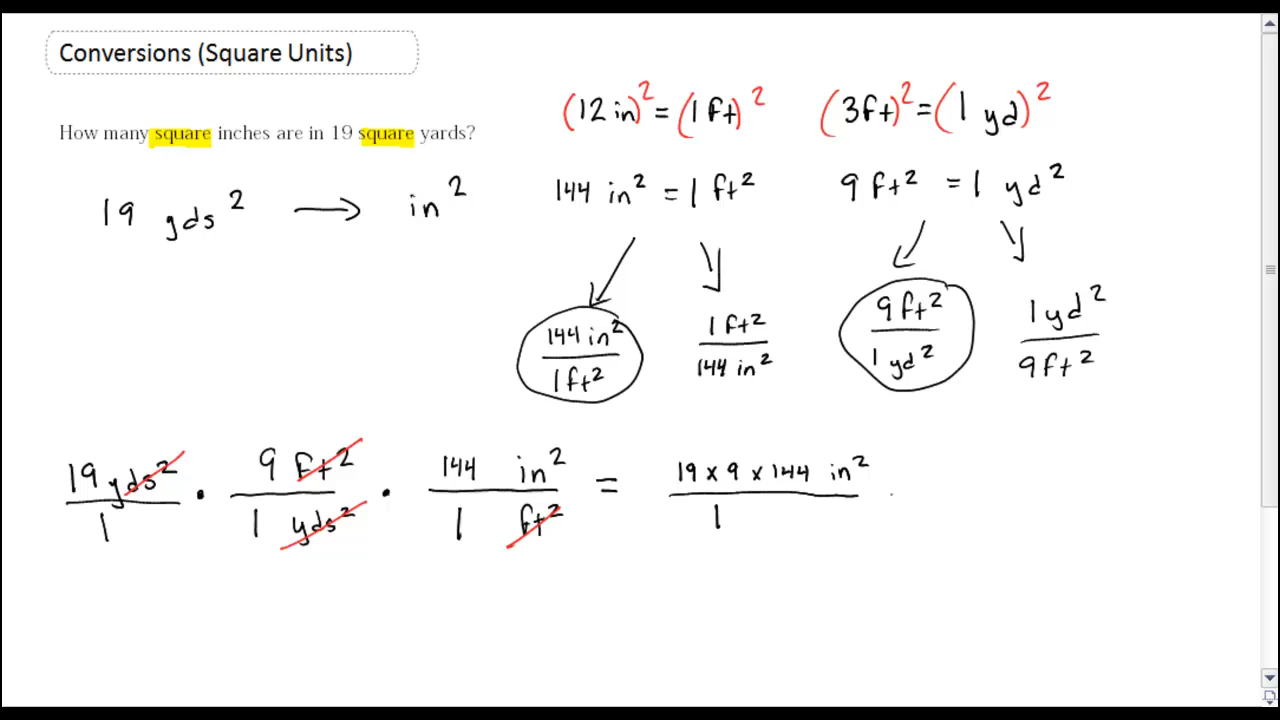 Conversions (Square Units)
How many square inches are in 19 square yards?
19 yds² → in²
(12 in)² = (1 ft)²
144 in² = 1 ft²
144 in² / 1 ft²
1 ft² / 144 in²
(3ft)² = (1 yd)²
9 ft² = 1 yd²
9 ft² / 1 yd²
1 yd² / 9 ft²
19 yds² / 1 · 9 ft² / 1 yds² · 144 in² / 1 ft² = 19 x 9 x 144 in² / 1